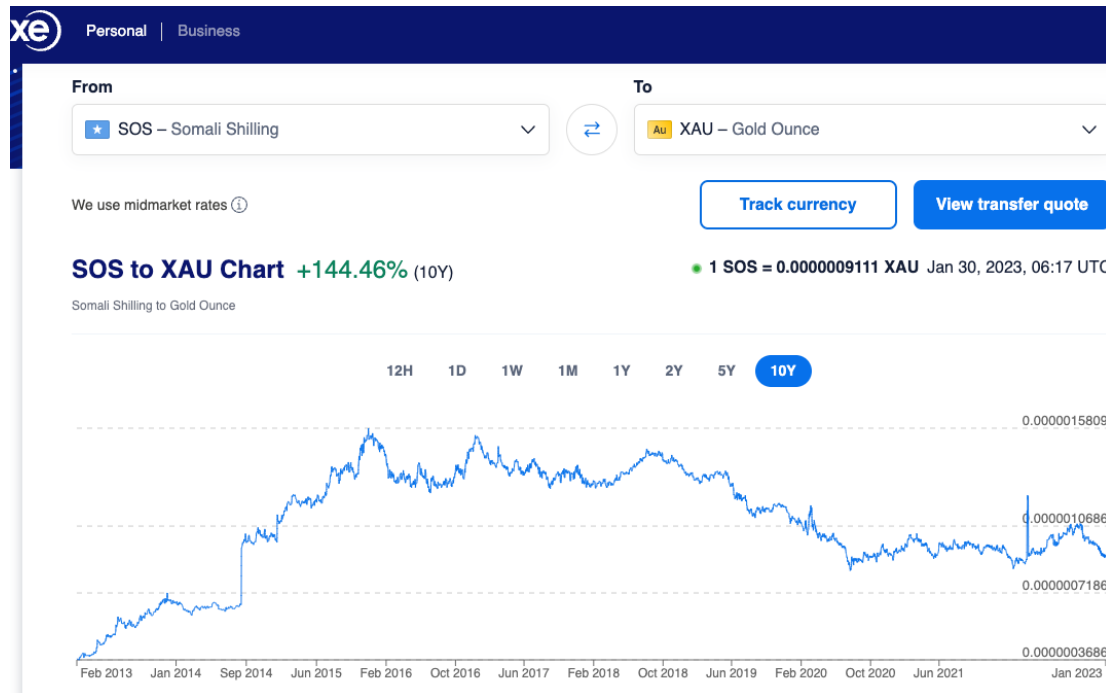 xe Personal Business
From To
SOS – Somali Shilling Au XAU – Gold Ounce
We use midmarket rates Track currency View transfer quote
SOS to XAU Chart +144.46% (10Y) 1 SOS = 0.0000009111 XAU Jan 30, 2023, 06:17 UTC
Somali Shilling to Gold Ounce
12H 1D 1W 1M 1Y 2Y 5Y 10Y
0.0000015809
0.0000010686
0.0000007186
0.0000003686
Feb 2013 Jan 2014 Sep 2014 Jun 2015 Feb 2016 Oct 2016 Jun 2017 Feb 2018 Oct 2018 Jun 2019 Feb 2020 Oct 2020 Jun 2021 Jan 2023